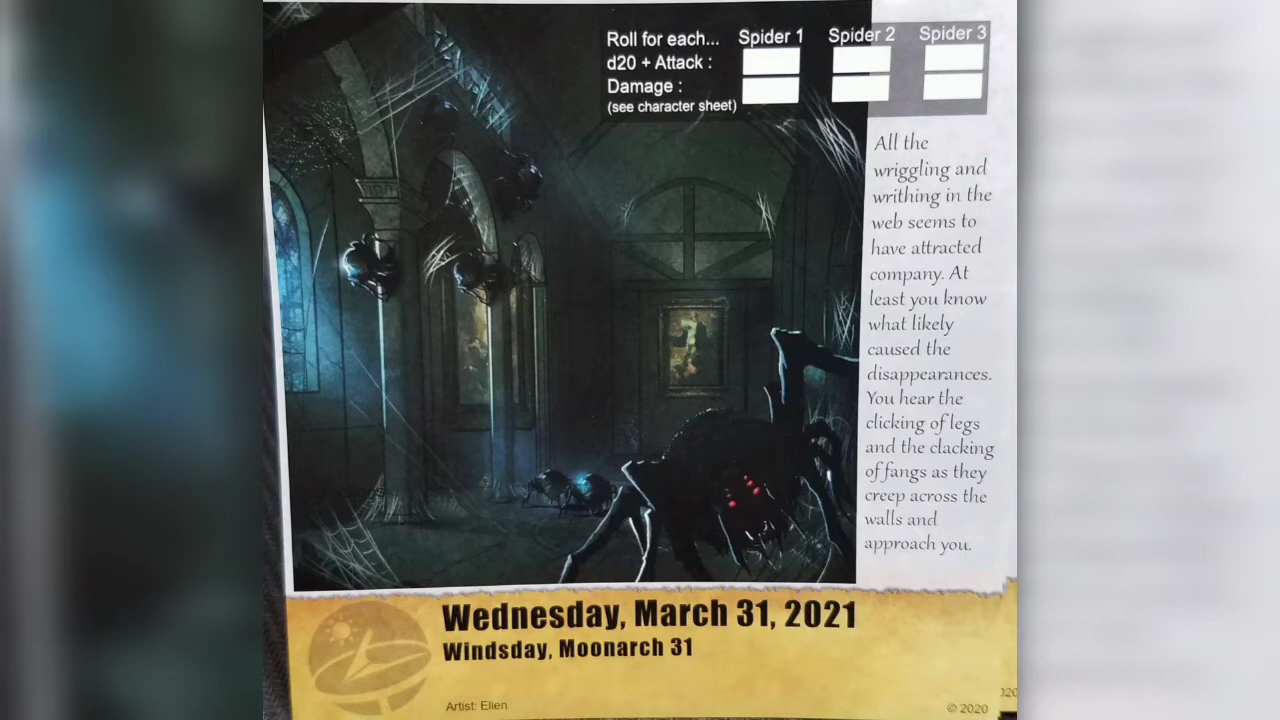 Roll for each... Spider 1 Spider 2 Spider 3
d20 + Attack :
Damage :
(see character sheet)
All the
wriggling and
writhing in the
web seems to
have attracted
company. At
least you know
what likely
caused the
disappearances.
You hear the
clicking of legs
and the clacking
of fangs as they
creep across the
walls and
approach you.
Wednesday, March 31, 2021
Windsday, Moonarch 31
Artist: Ellen
© 2020
020